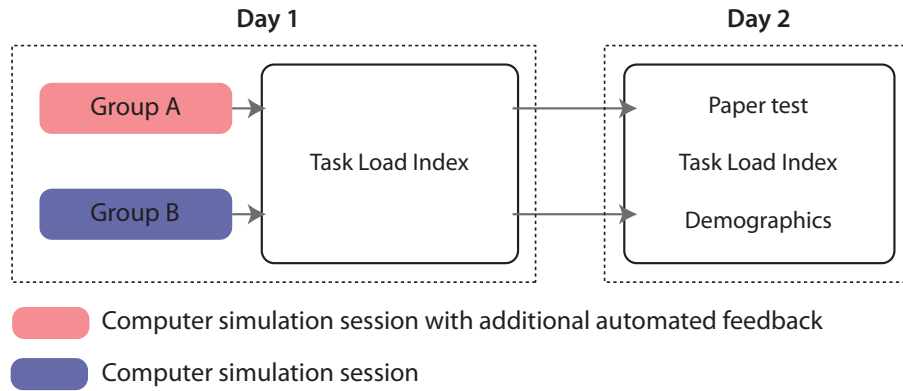 Day 1
Day 2
Group A
Group B
Task Load Index
Paper test
Task Load Index
Demographics
Computer simulation session with additional automated feedback
Computer simulation session